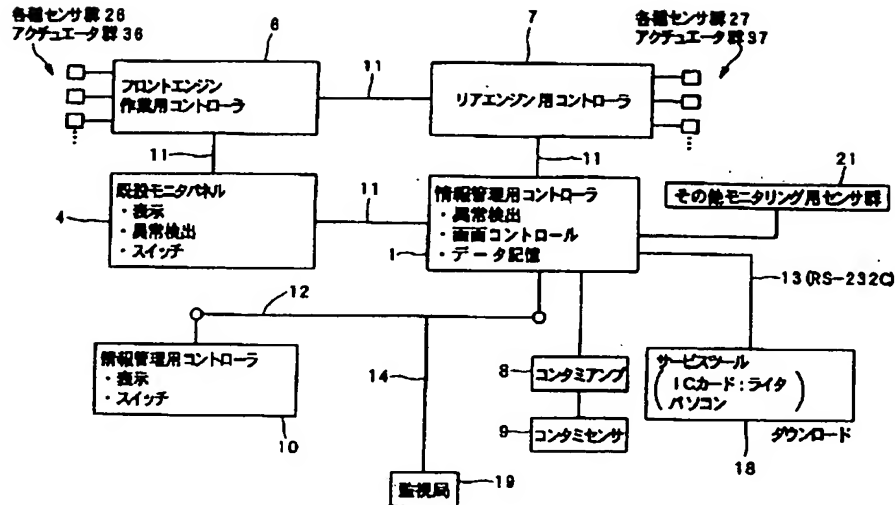 各種センサ群26
アクチュエータ群36
6
フロントエンジン
作業用コントローラ
11
7
リアエンジン用コントローラ
各種センサ群27
アクチュエータ群37
11
11
既設モニタパネル
・表示
・異常検出
・スイッチ
4
11
情報管理用コントローラ
・異常検出
・画面コントロール
・データ記憶
1
21
その他モニタリング用センサ群
13(RS-232C)
12
情報管理用コントローラ
・表示
・スイッチ
10
14
8
コンタミアンプ
9
コンタミセンサ
サービスツール
ICカード:ライタ
パソコン
ダウンロード
18
監視局
19